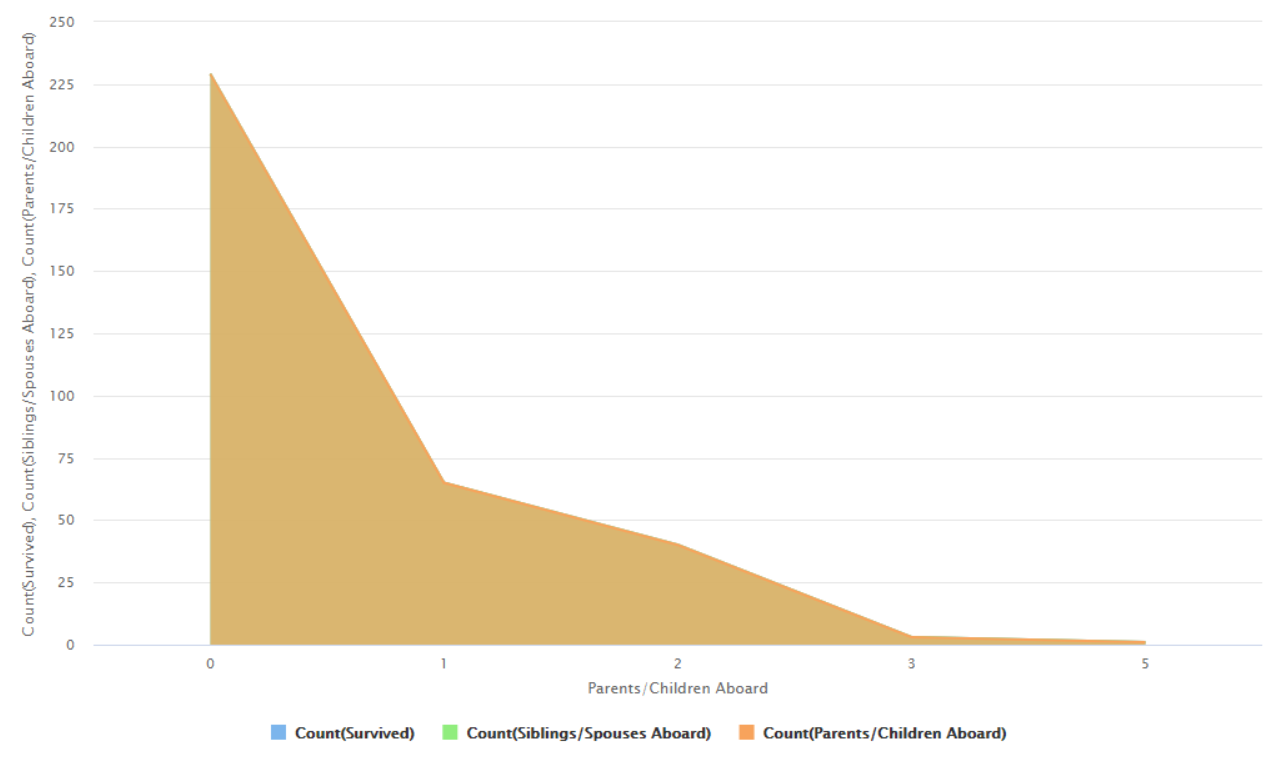 250
225
200
175
150
125
100
75
50
25
0
Count(Survived), Count(Siblings/Spouses Aboard), Count(Parents/Children Aboard)
0 1 2 3 5
Parents/Children Aboard
Count(Survived) Count(Siblings/Spouses Aboard) Count(Parents/Children Aboard)